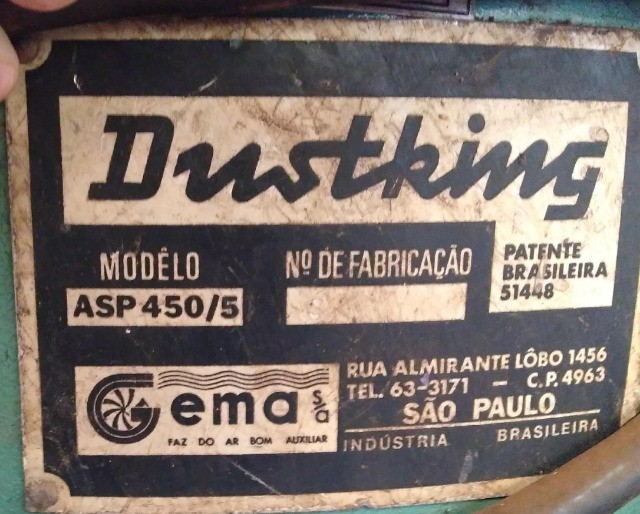 Dustking
MODÊLO
ASP 450/5
Nº DE FABRICAÇÃO
PATENTE
BRASILEIRA
51448
Gema S/A
FAZ DO AR BOM AUXILIAR
RUA ALMIRANTE LÔBO 1456
TEL. 63-3171 — C.P. 4963
SÃO PAULO
INDÚSTRIA BRASILEIRA